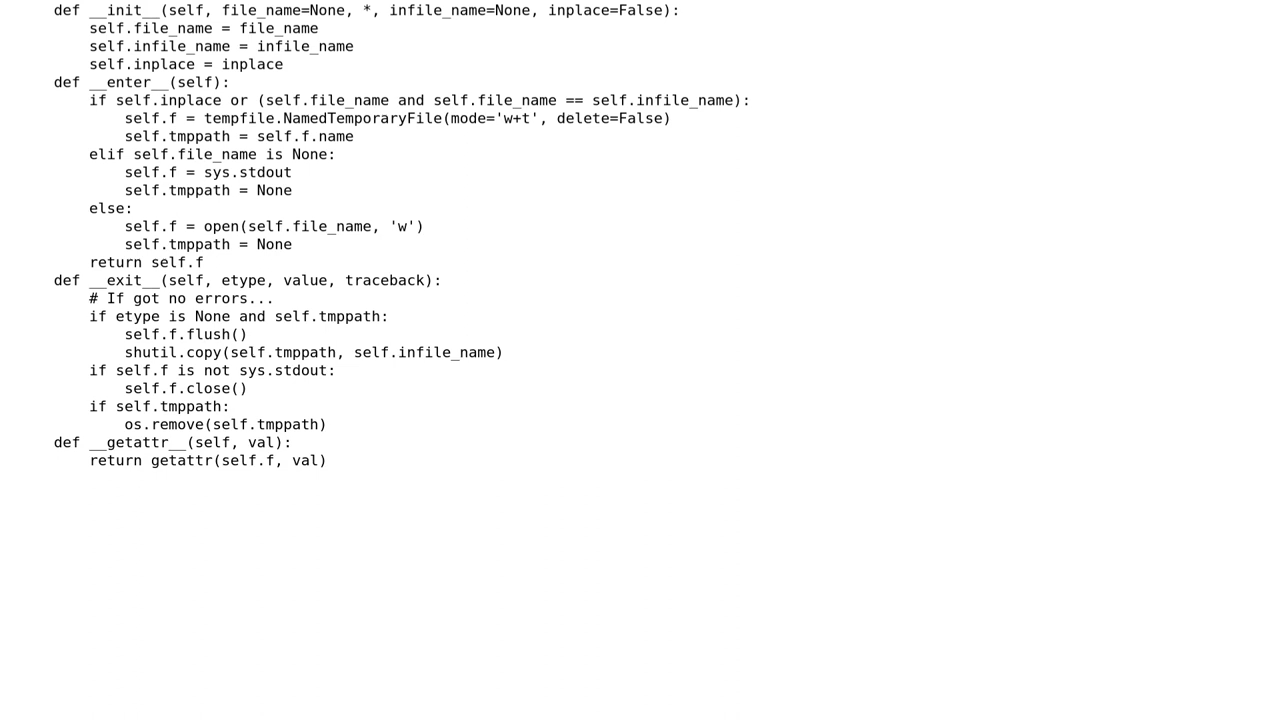 def __init__(self, file_name=None, *, infile_name=None, inplace=False):
    self.file_name = file_name
    self.infile_name = infile_name
    self.inplace = inplace
def __enter__(self):
    if self.inplace or (self.file_name and self.file_name == self.infile_name):
        self.f = tempfile.NamedTemporaryFile(mode='w+t', delete=False)
        self.tmppath = self.f.name
    elif self.file_name is None:
        self.f = sys.stdout
        self.tmppath = None
    else:
        self.f = open(self.file_name, 'w')
        self.tmppath = None
    return self.f
def __exit__(self, etype, value, traceback):
    # If got no errors...
    if etype is None and self.tmppath:
        self.f.flush()
        shutil.copy(self.tmppath, self.infile_name)
    if self.f is not sys.stdout:
        self.f.close()
    if self.tmppath:
        os.remove(self.tmppath)
def __getattr__(self, val):
    return getattr(self.f, val)